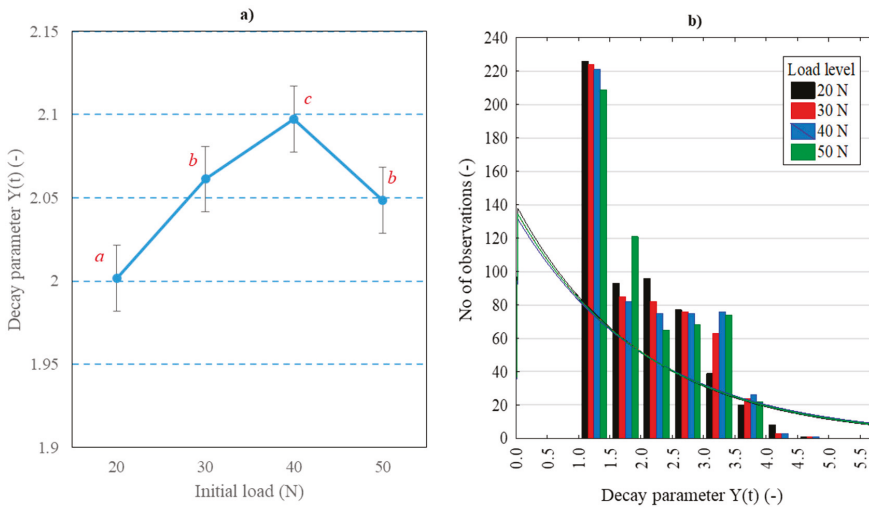 a)
2.15
2.1
2.05
2
1.95
1.9
Decay parameter Y(t) (-)
a
b
c
b
20 30 40 50
Initial load (N)
b)
240
220
200
180
160
140
120
100
80
60
40
20
0
No of observations (-)
Load level
20 N
30 N
40 N
50 N
0.0 0.5 1.0 1.5 2.0 2.5 3.0 3.5 4.0 4.5 5.0 5.5
Decay parameter Y(t) (-)